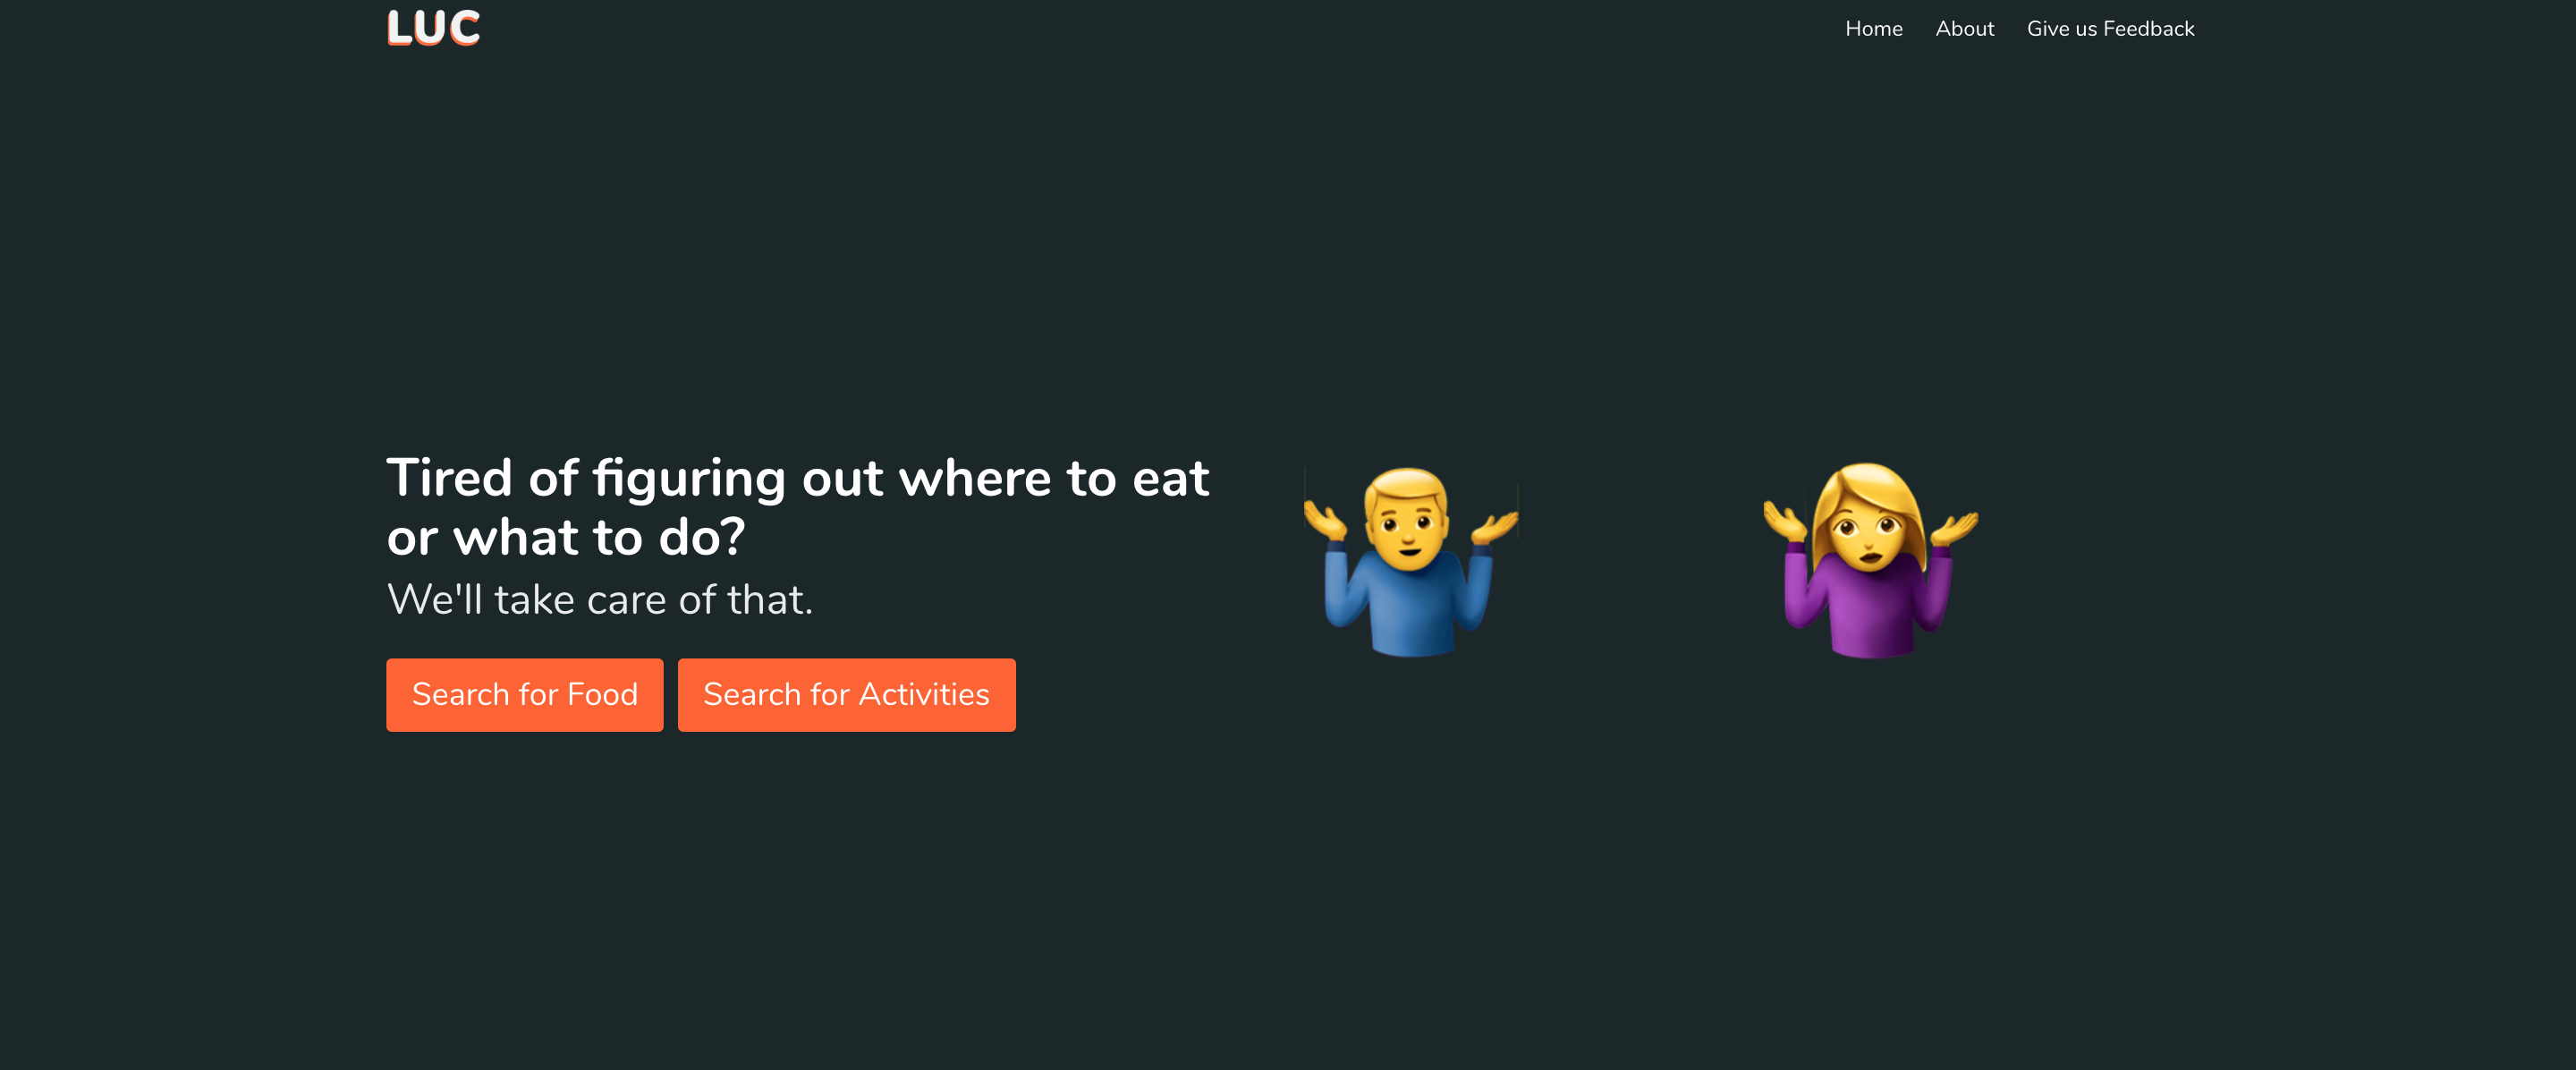 LUC
Home
About
Give us Feedback
Tired of figuring out where to eat
or what to do?
We'll take care of that.
Search for Food
Search for Activities